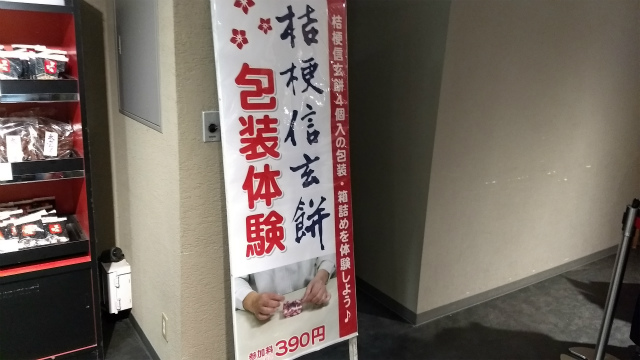 桔梗信玄餅4個入の包装・箱詰めを体験しよう♪
桔梗信玄餅
包装体験
参加料390円